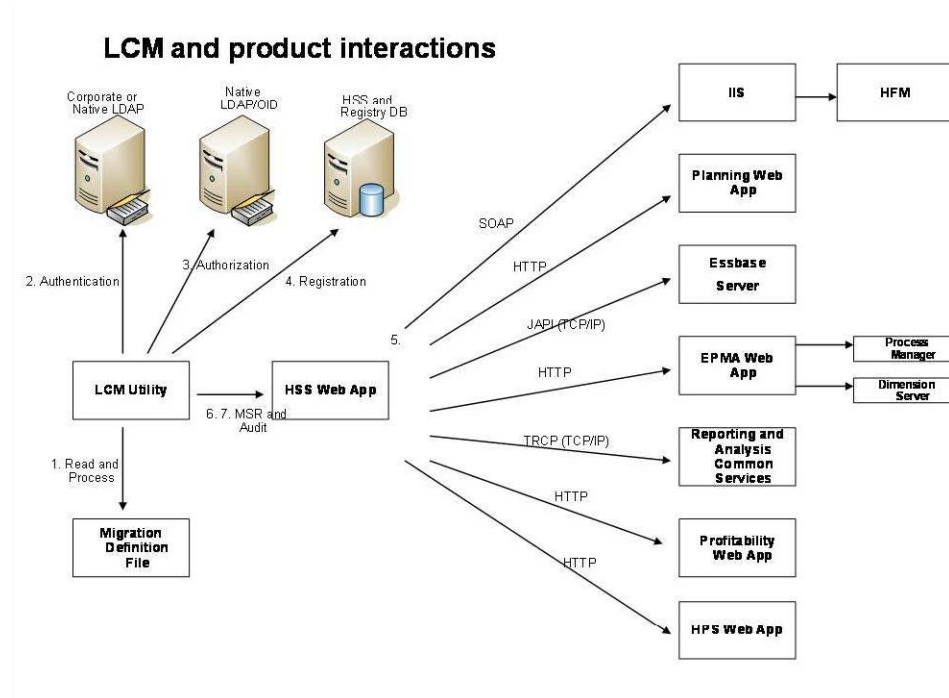 LCM and product interactions
Corporate or
Native LDAP
Native
LDAP/OID
HSS and
Registry DB
2. Authentication
3. Authorization
4. Registration
LCM Utility
HSS Web App
6. 7. MSR and
Audit
1. Read and
Process
Migration
Definition
File
5.
SOAP
HTTP
JAPI (TCP/IP)
HTTP
TRCP (TCP/IP)
HTTP
HTTP
IIS
HFM
Planning Web
App
Essbase
Server
EPMA Web
App
Process
Manager
Dimension
Server
Reporting and
Analysis
Common
Services
Profitability
Web App
HPS Web App